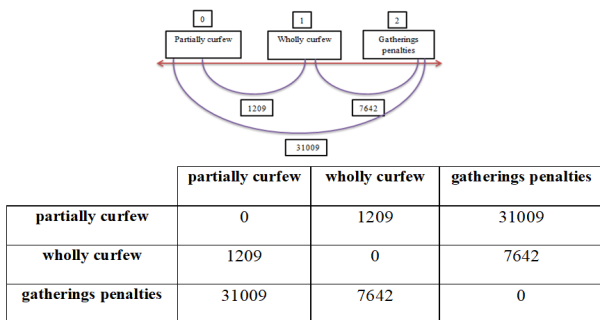 0 1 2
Partially curfew Wholly curfew Gatherings
penalties
1209 7642
31009
partially curfew wholly curfew gatherings penalties
partially curfew 0 1209 31009
wholly curfew 1209 0 7642
gatherings penalties 31009 7642 0